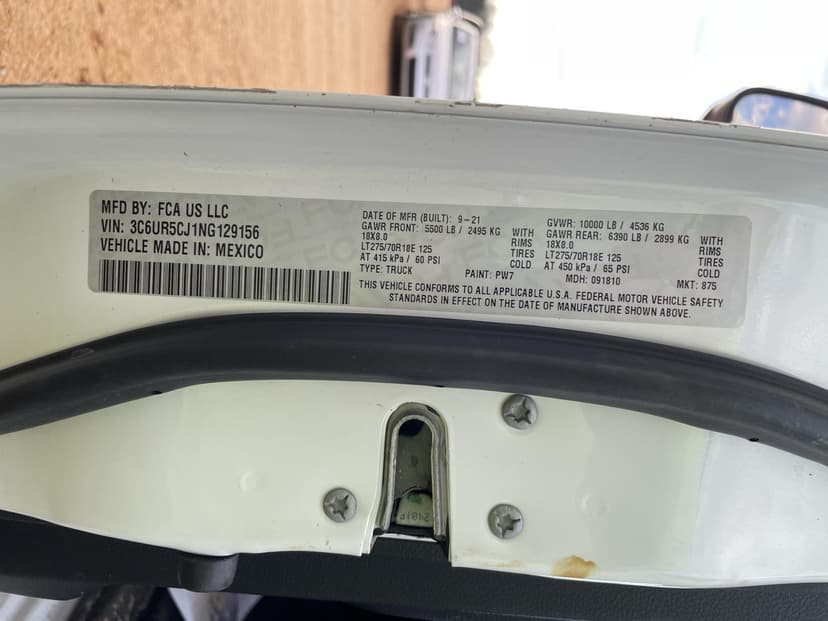 MFD BY: FCA US LLC
VIN: 3C6UR5CJ1NG129156
VEHICLE MADE IN: MEXICO
DATE OF MFR (BUILT): 9-21
GAWR FRONT: 5500 LB / 2495 KG WITH
18X8.0 RIMS
LT275/70R18E 125 TIRES
AT 415 kPa / 60 PSI COLD
TYPE: TRUCK PAINT: PW7
GVWR: 10000 LB / 4536 KG
GAWR REAR: 6390 LB / 2899 KG WITH
18X8.0 RIMS
LT275/70R18E 125 TIRES
AT 450 kPa / 65 PSI COLD
MDH: 091810 MKT: 875
THIS VEHICLE CONFORMS TO ALL APPLICABLE U.S.A. FEDERAL MOTOR VEHICLE SAFETY
STANDARDS IN EFFECT ON THE DATE OF MANUFACTURE SHOWN ABOVE.